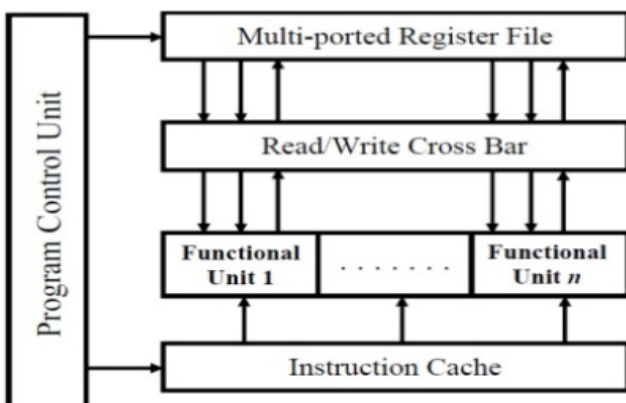 Program Control Unit
Multi-ported Register File
Read/Write Cross Bar
Functional
Unit 1
. . . . . . .
Functional
Unit n
Instruction Cache